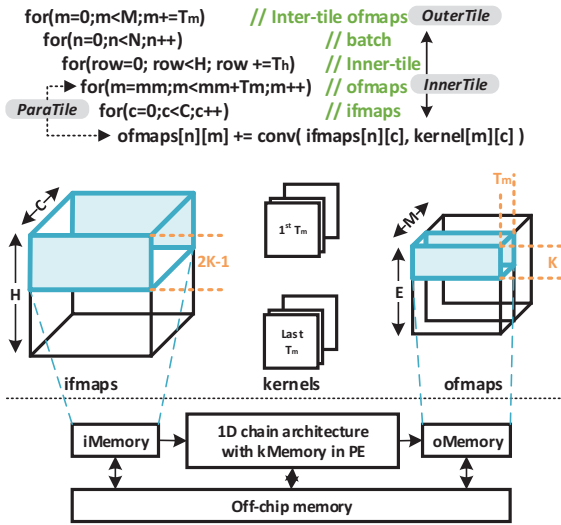 for(m=0;m<M;m+=Tm) // Inter-tile ofmaps OuterTile
for(n=0;n<N;n++) // batch
for(row=0; row<H; row +=Th) // Inner-tile
for(m=mm;m<mm+Tm;m++) // ofmaps InnerTile
ParaTile
for(c=0;c<C;c++) // ifmaps
ofmaps[n][m] += conv( ifmaps[n][c], kernel[m][c] )
C
H
2K-1
ifmaps
1st Tm
Last
Tm
kernels
Tm
M
E
K
ofmaps
iMemory
1D chain architecture
with kMemory in PE
oMemory
Off-chip memory